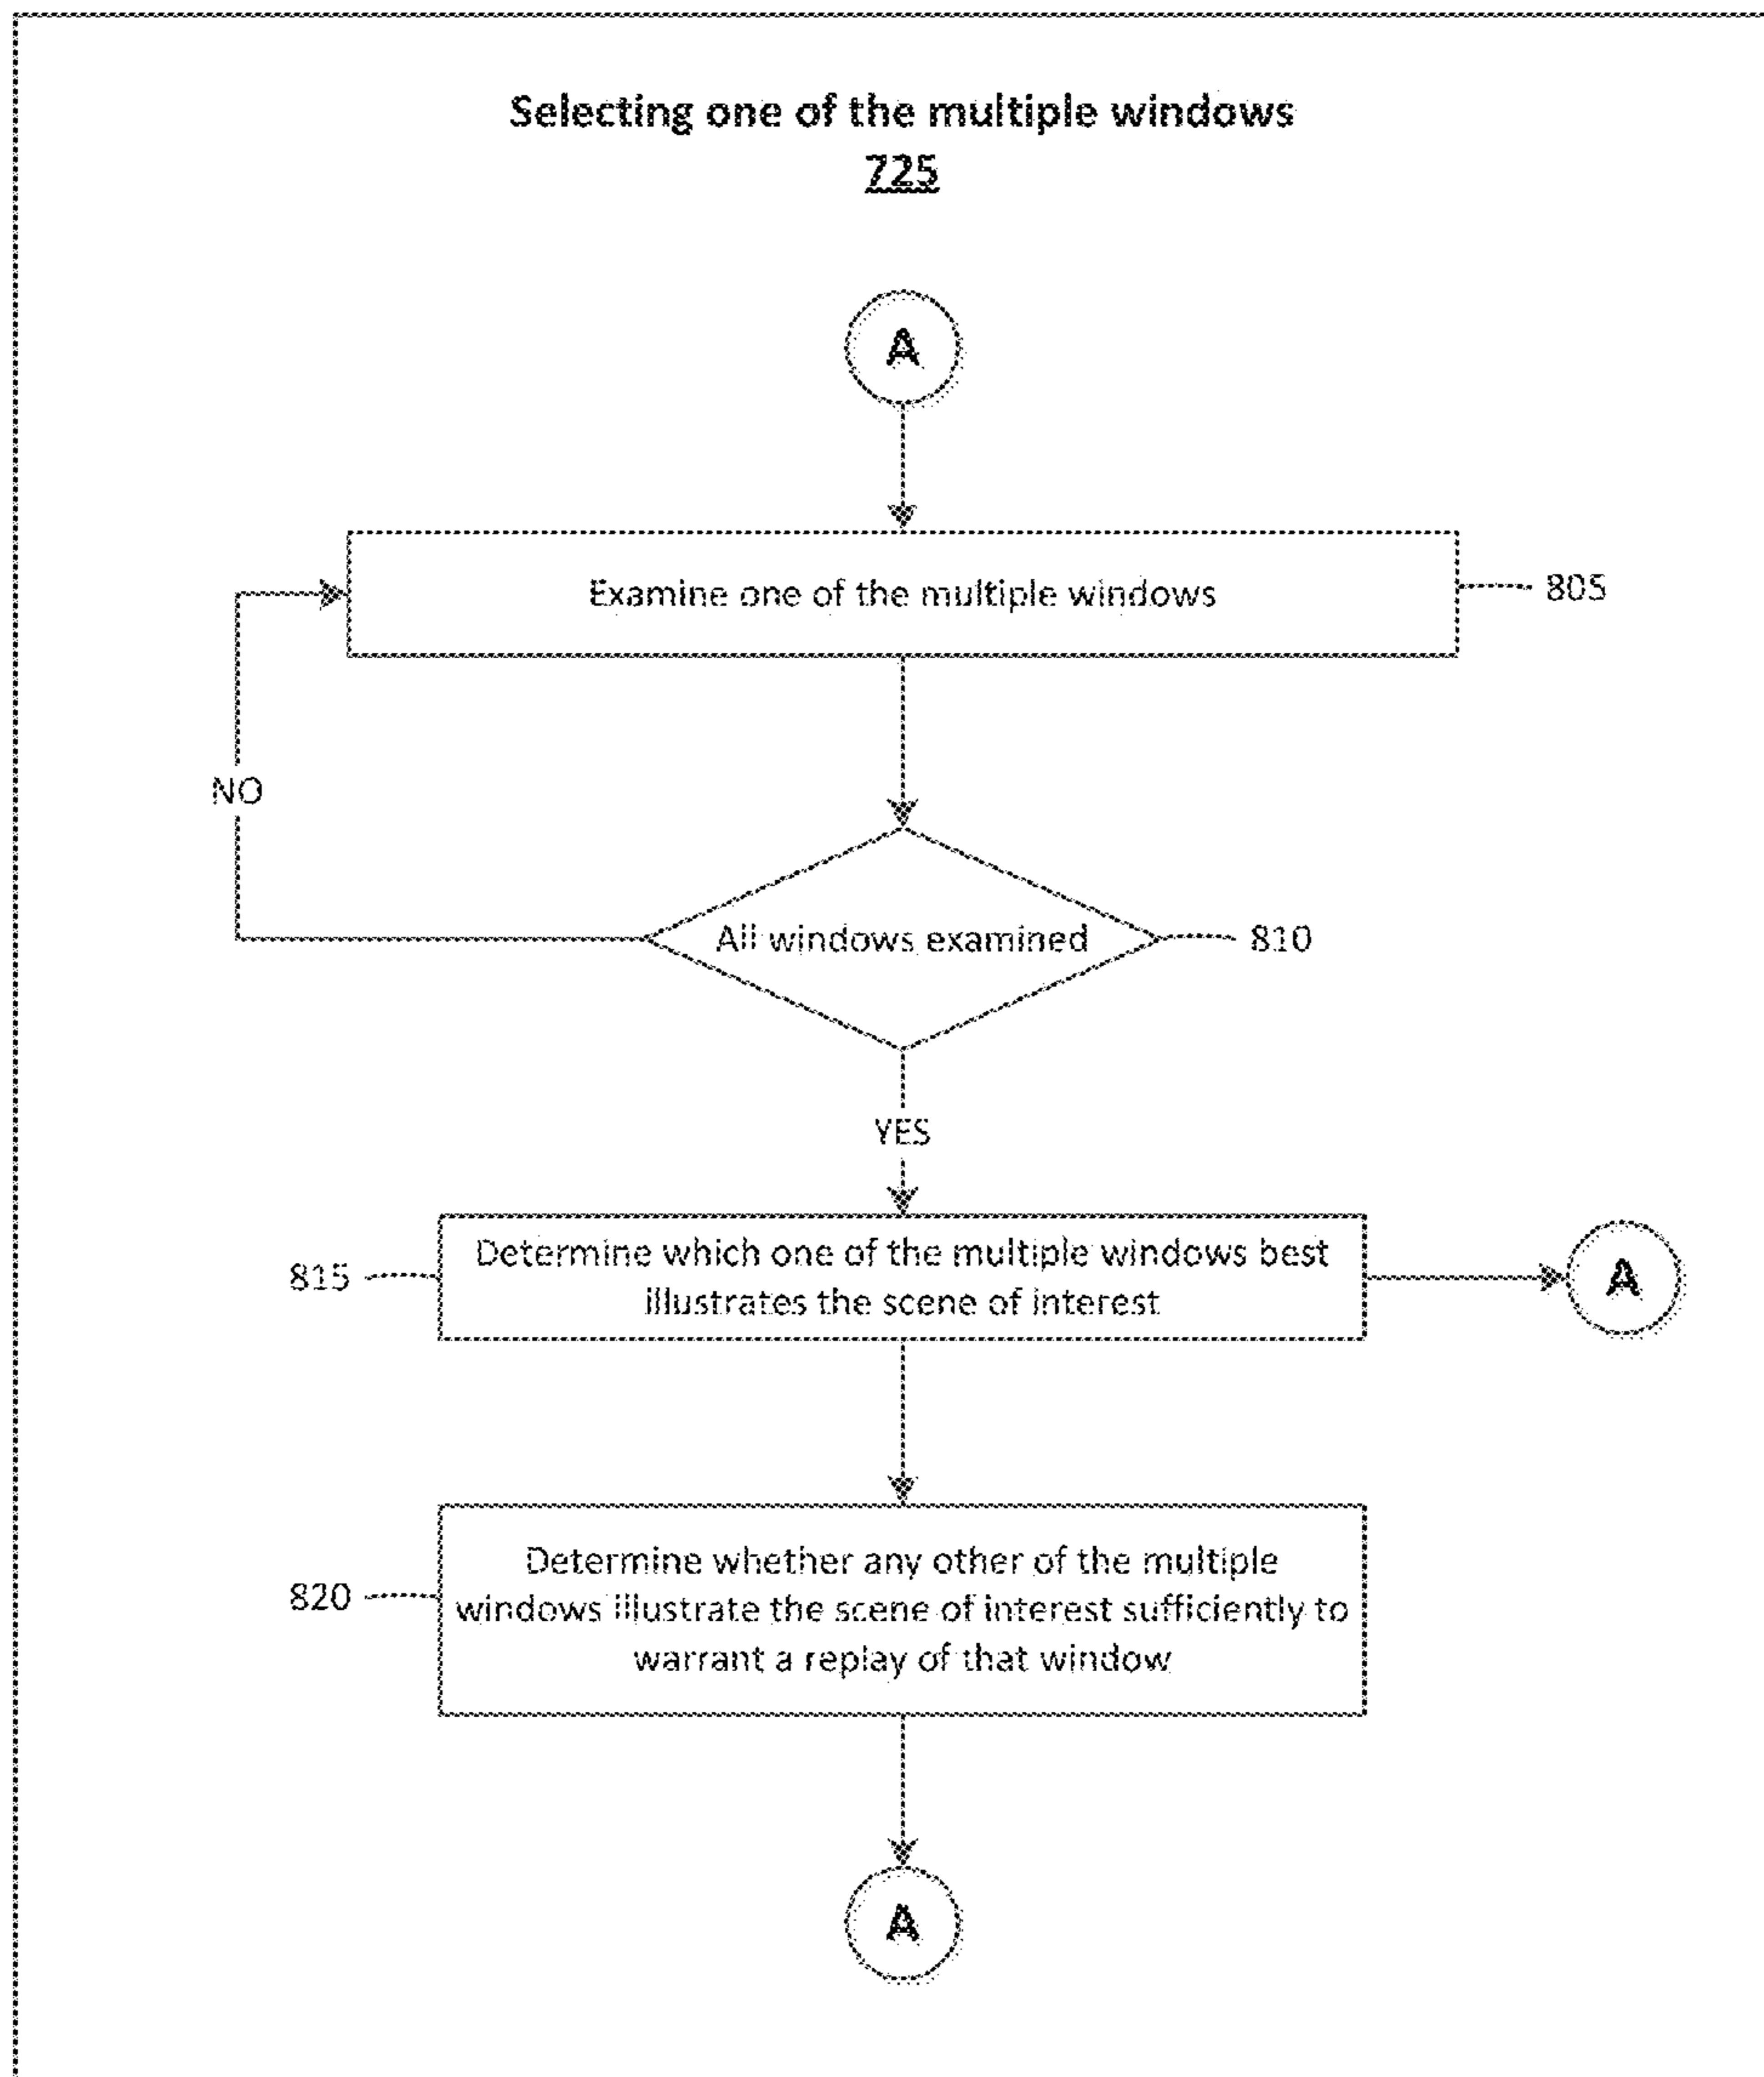 Selecting one of the multiple windows
725
A
Examine one of the multiple windows
805
NO
All windows examined
810
YES
815
Determine which one of the multiple windows best
illustrates the scene of interest
A
820
Determine whether any other of the multiple
windows illustrate the scene of interest sufficiently to
warrant a replay of that window
A